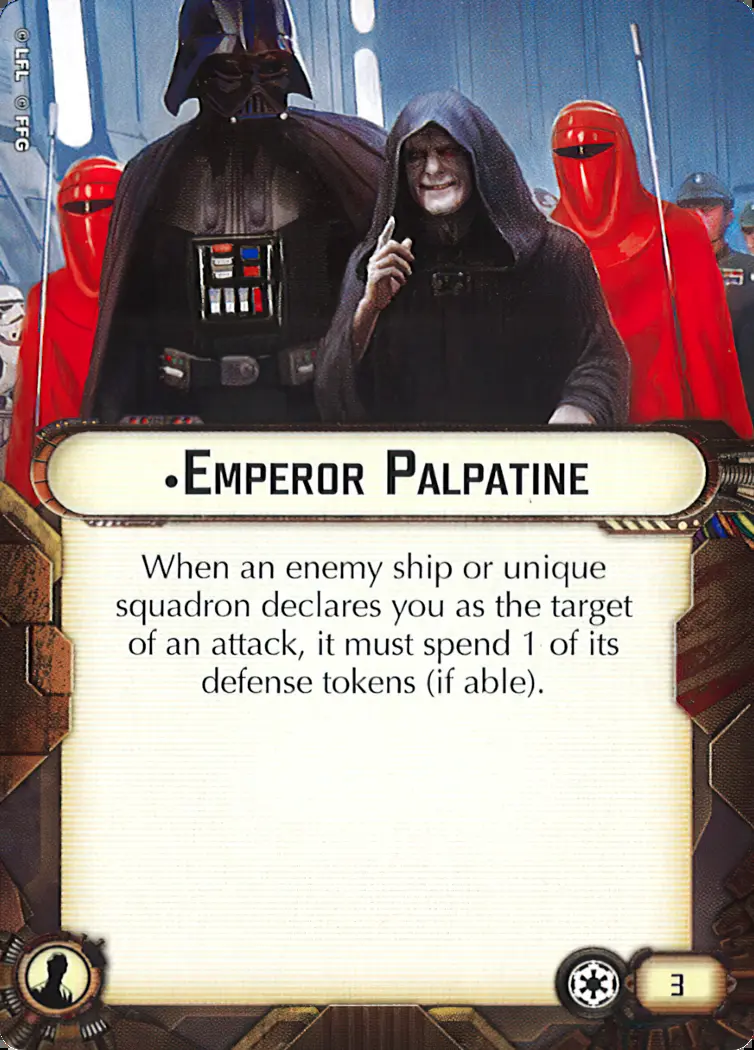 © LFL © FFG
•Emperor Palpatine
When an enemy ship or unique
squadron declares you as the target
of an attack, it must spend 1 of its
defense tokens (if able).
3